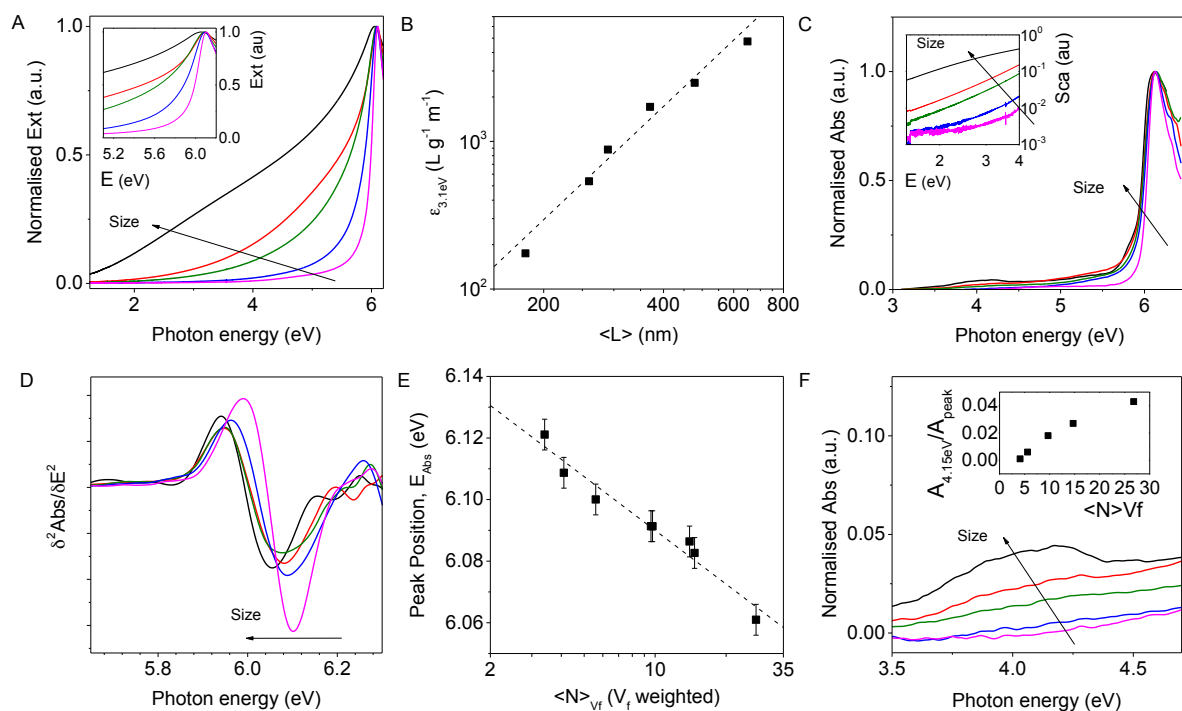 A
Normalised Ext (a.u.)
1.0
0.5
0.0
2
4
6
Photon energy (eV)
Size
1.0
0.5
0.0
Ext (au)
5.2
5.6
6.0
E (eV)
B
ε3.1eV (L g-1 m-1)
10^3
10^2
200
400
600
800
<L> (nm)
C
Normalised Abs (a.u.)
1.0
0.5
0.0
3
4
5
6
Photon energy (eV)
Size
Size
10^0
10^-1
10^-2
10^-3
Sca (au)
2
3
4
E (eV)
D
δ2Abs/δE2
5.8
6.0
6.2
Photon energy (eV)
Size
E
Peak Position, EAbs (eV)
6.14
6.12
6.10
6.08
6.06
2
10
35
<N>Vf (Vf weighted)
F
Normalised Abs (a.u.)
0.10
0.05
0.00
3.5
4.0
4.5
Photon energy (eV)
Size
A4.15eV/Apeak
0.04
0.02
0.00
0
5
10
15
20
25
30
<N>Vf